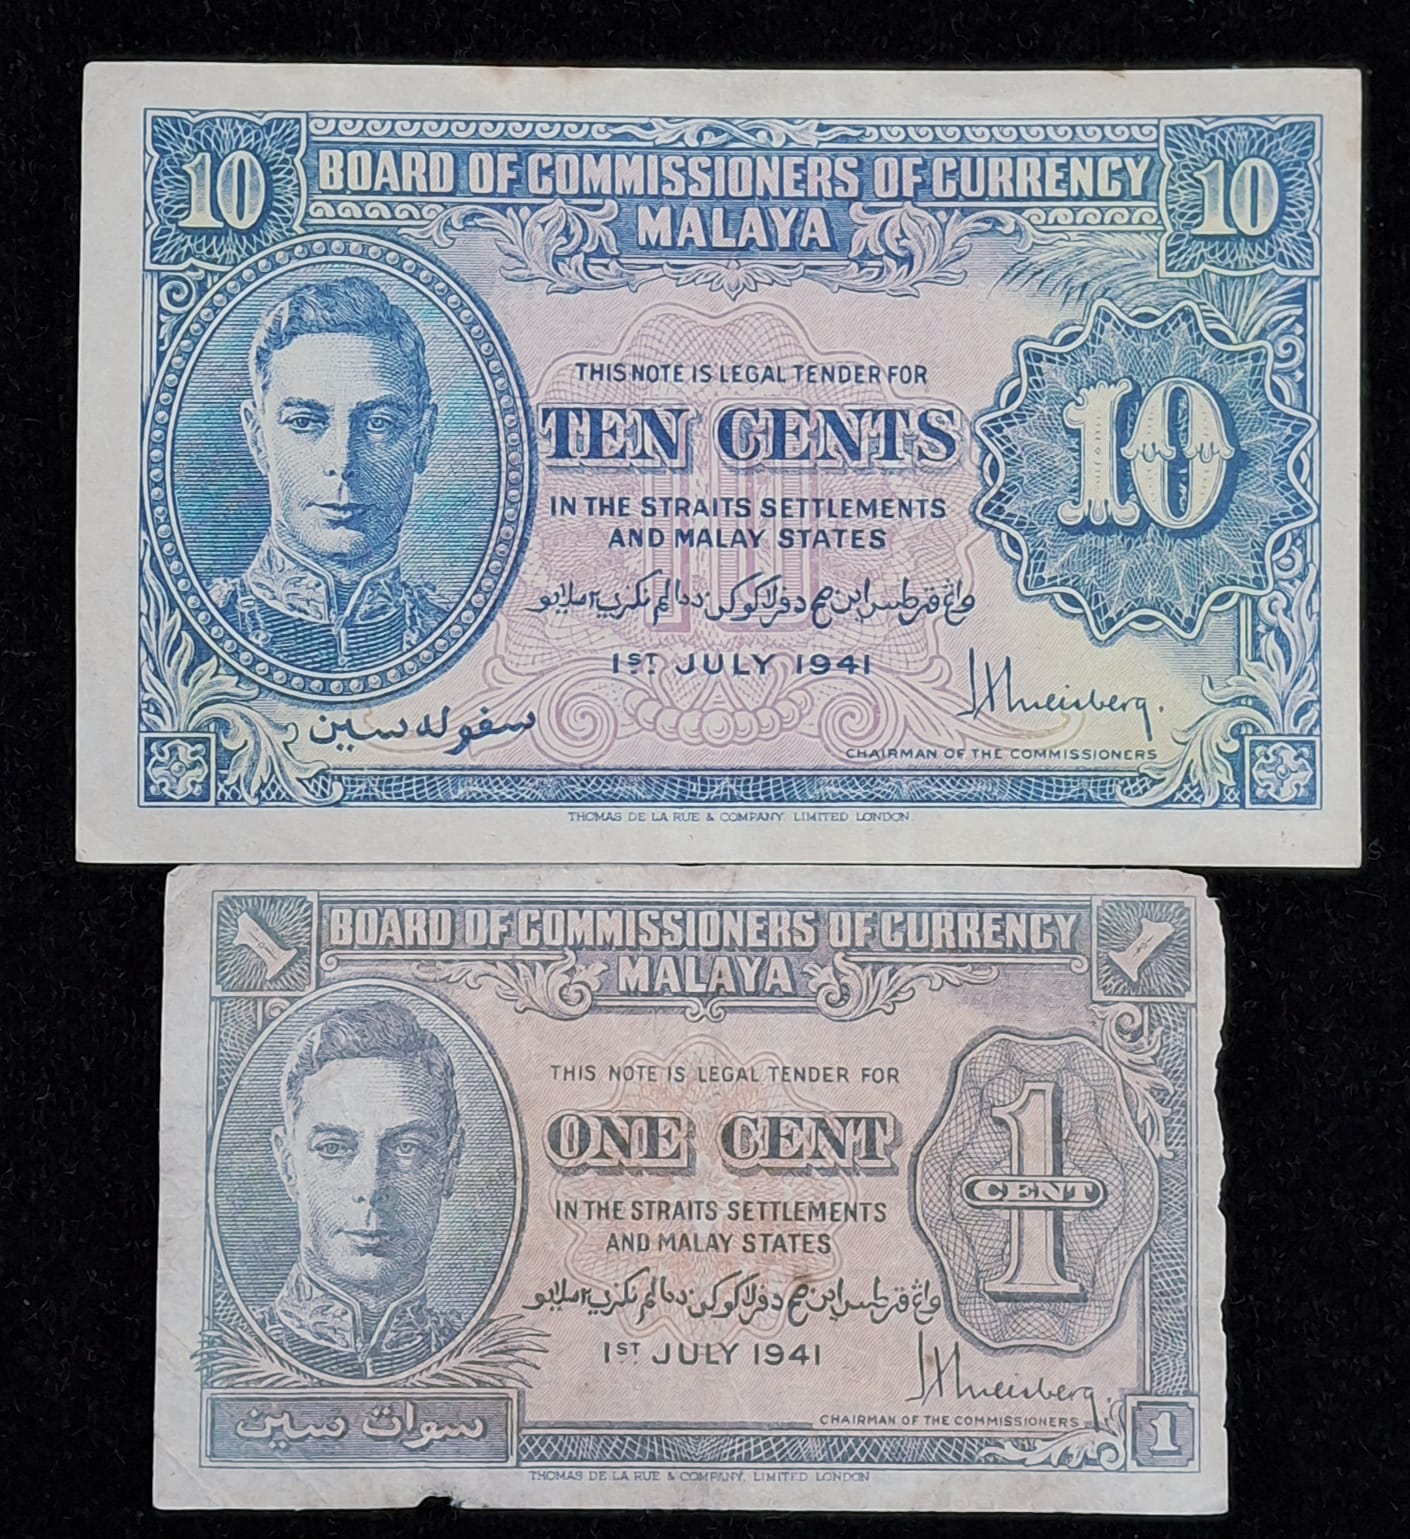 10 BOARD OF COMMISSIONERS OF CURRENCY 10
MALAYA
THIS NOTE IS LEGAL TENDER FOR
TEN CENTS
10
IN THE STRAITS SETTLEMENTS
AND MALAY STATES
1ST JULY 1941
سفوله سين
CHAIRMAN OF THE COMMISSIONERS
THOMAS DE LA RUE & COMPANY, LIMITED LONDON.
1 BOARD OF COMMISSIONERS OF CURRENCY 1
MALAYA
THIS NOTE IS LEGAL TENDER FOR
ONE CENT
1
CENT
IN THE STRAITS SETTLEMENTS
AND MALAY STATES
1ST JULY 1941
سوات سين
CHAIRMAN OF THE COMMISSIONERS
1
THOMAS DE LA RUE & COMPANY, LIMITED LONDON